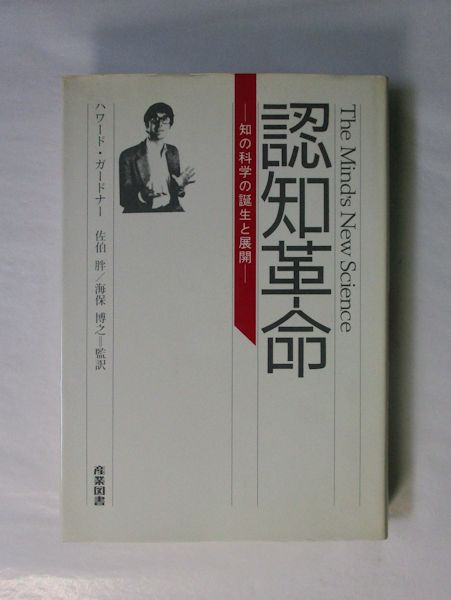 The Mind's New Science
認知革命
―知の科学の誕生と展開―
ハワード・ガードナー 佐伯 胖／海保 博之＝監訳
産業図書